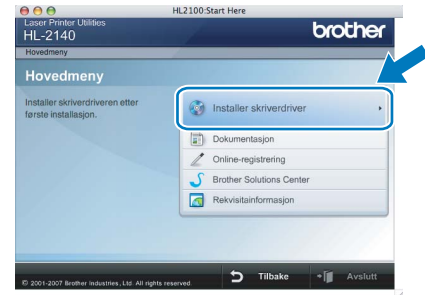 HL2100:Start Here
Laser Printer Utilities
HL-2140
brother
Hovedmeny
Hovedmeny
Installer skriverdriveren etter
første installasjon.
Installer skriverdriver
Dokumentasjon
Online-registrering
Brother Solutions Center
Rekvisitainformasjon
© 2001-2007 Brother Industries, Ltd. All rights reserved.
Tilbake
Avslutt